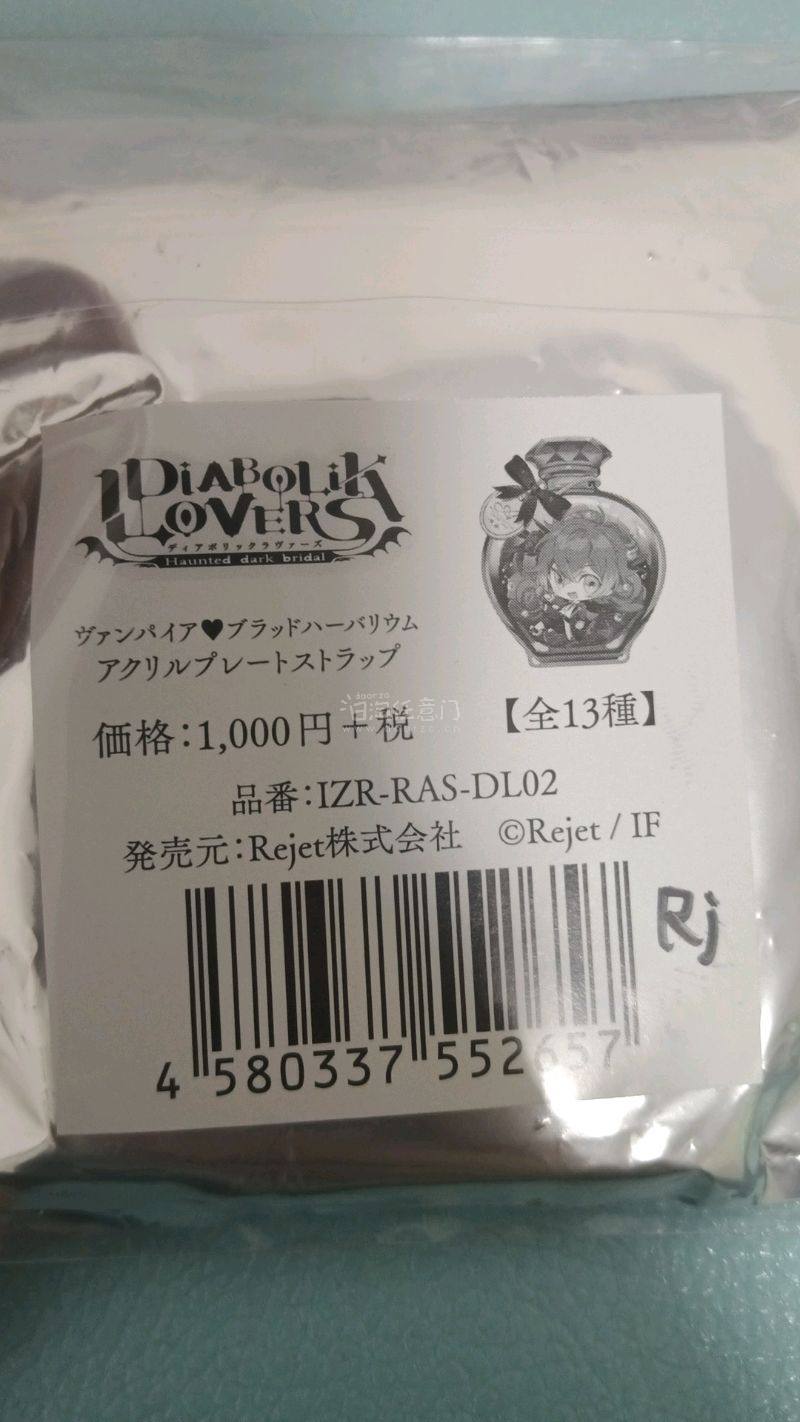 DIABOLIK
LOVERS
ディアボリックラヴァーズ
Haunted dark bridal
ヴァンパイア♥ブラッドハーバリウム
アクリルプレートストラップ
【全13種】
価格:1,000円+税
品番:IZR-RAS-DL02
発売元:Rejet株式会社 ©Rejet / IF
Rj
4 580337 552657